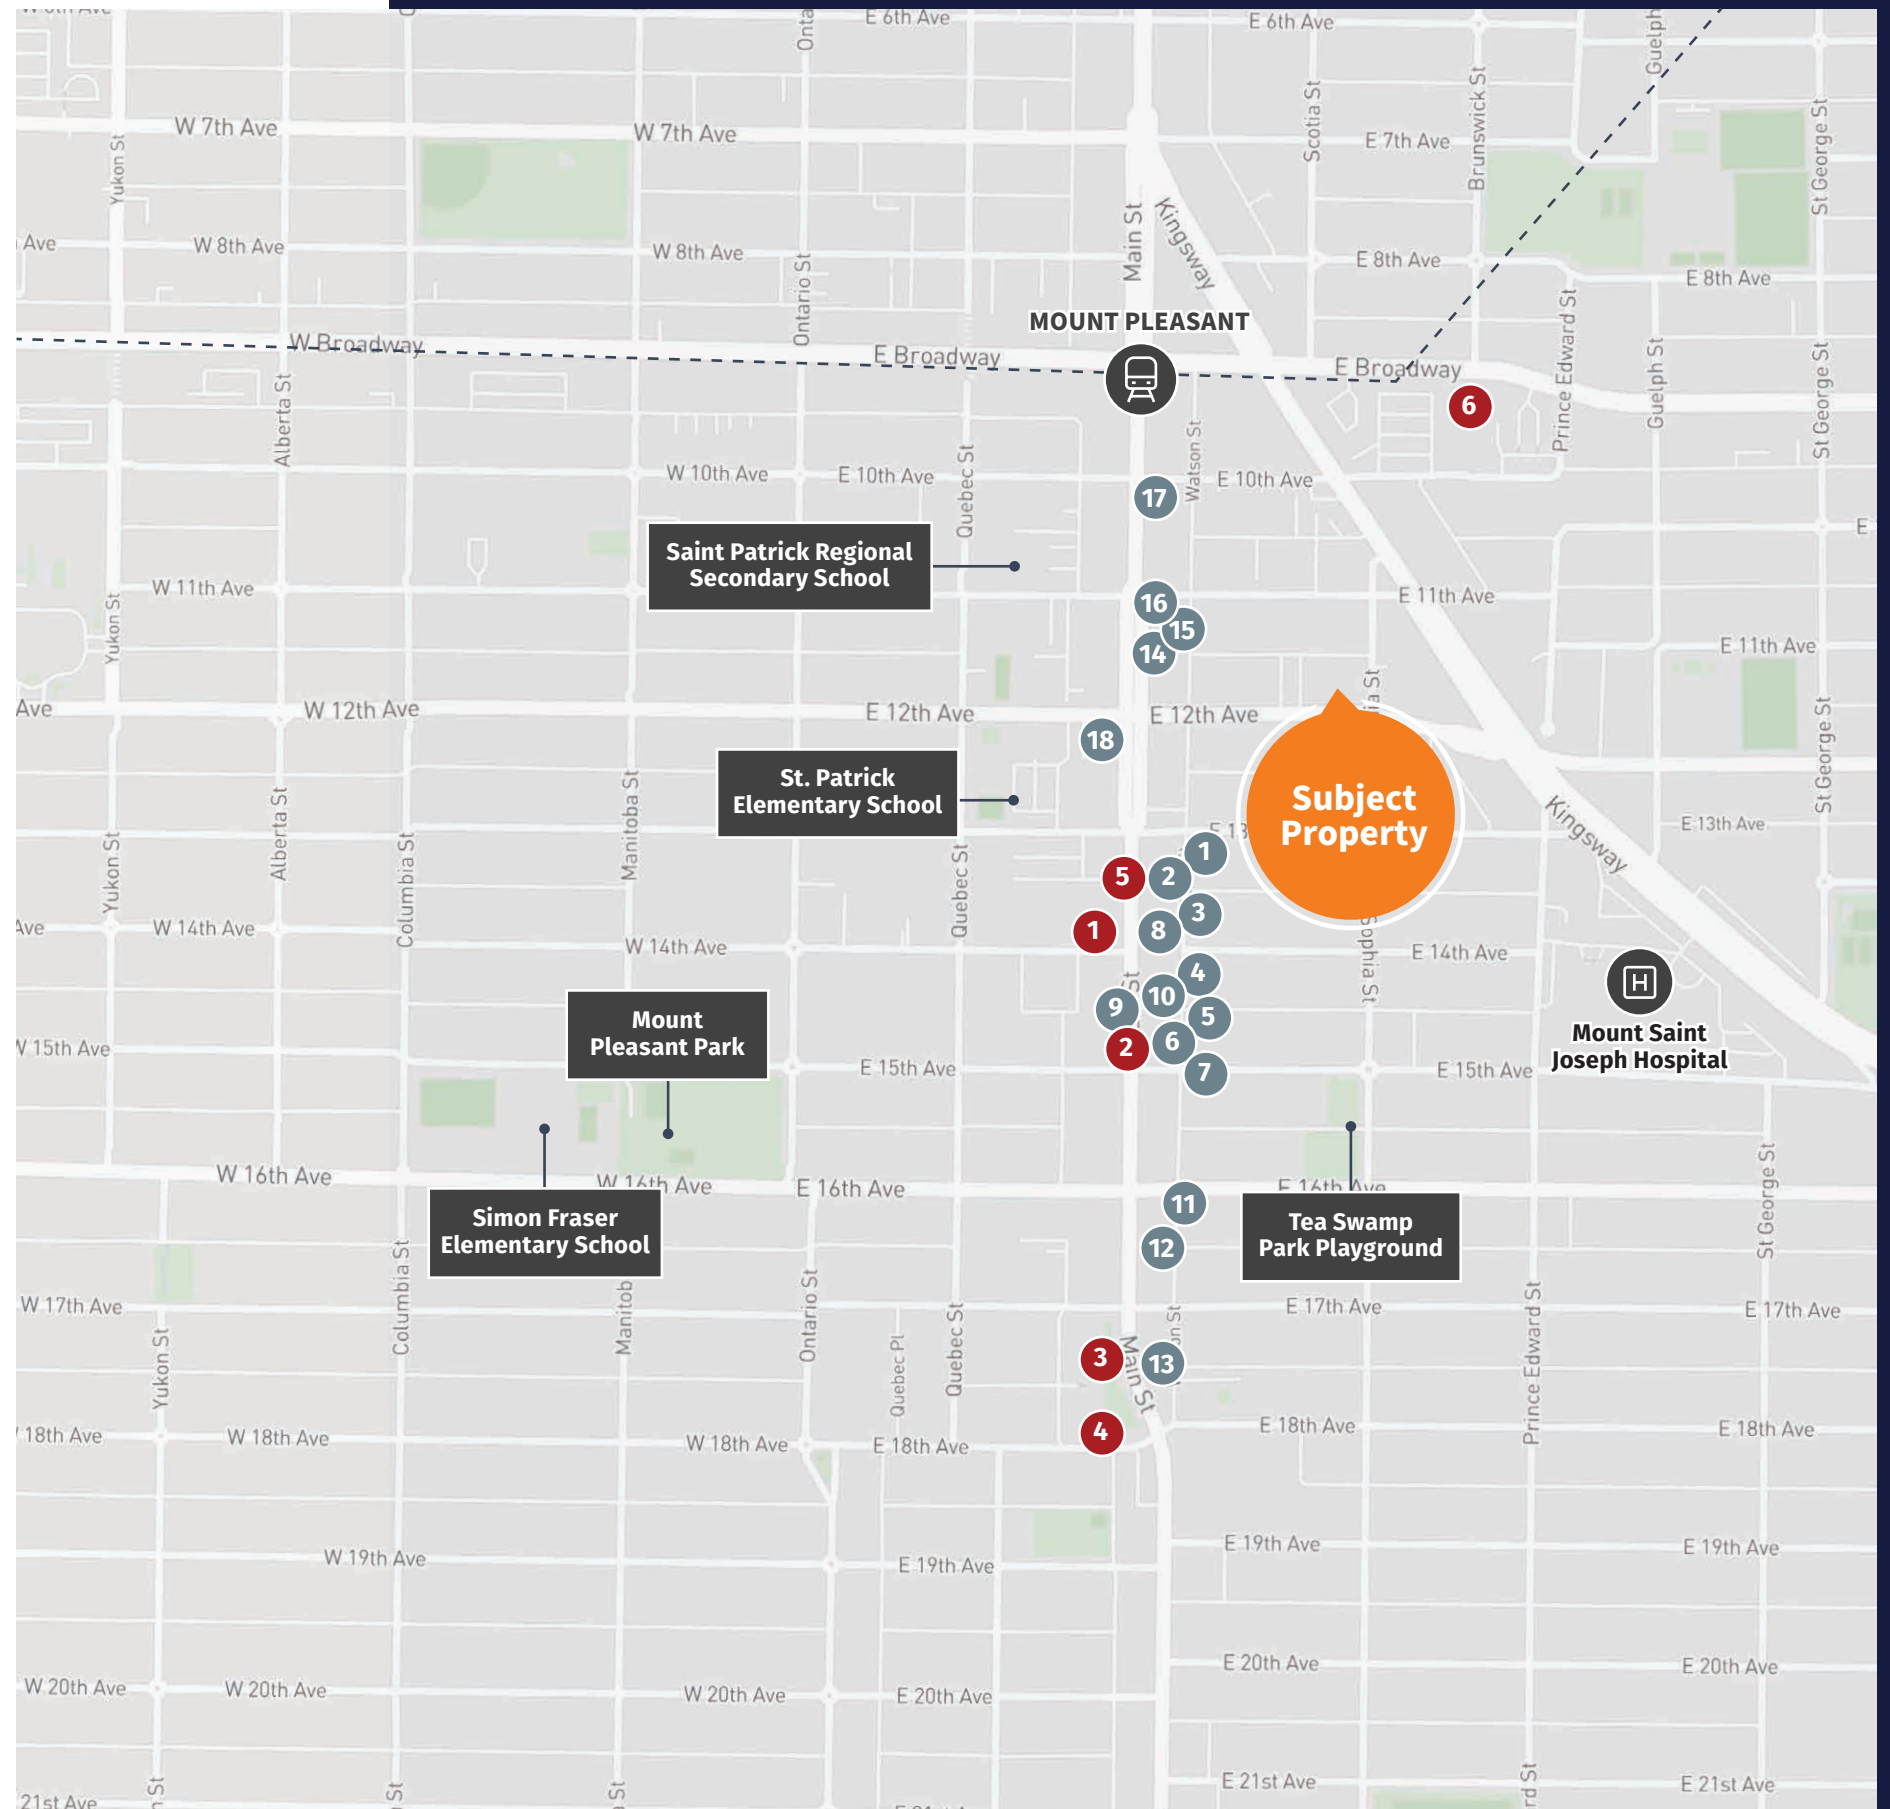 E 6th Ave
E 6th Ave
W 7th Ave
W 7th Ave
E 7th Ave
Yukon St
Scotia St
Brunswick St
Guelph
St George St
Ave
W 8th Ave
W 8th Ave
E 8th Ave
E 8th Ave
Ontario St
Main St
Kingsway
MOUNT PLEASANT
W Broadway
E Broadway
E Broadway
Alberta St
Prince Edward St
Guelph St
St George St
6
W 10th Ave
E 10th Ave
E 10th Ave
Quebec St
Watson St
17
E
Saint Patrick Regional
Secondary School
W 11th Ave
E 11th Ave
E 11th Ave
Yukon St
16
15
14
Ave
W 12th Ave
E 12th Ave
E 12th Ave
18
St George St
St. Patrick
Elementary School
Subject
Property
Alberta St
Manitoba St
Kingsway
E 13th Ave
Yukon St
Columbia St
Quebec St
1
5
2
3
1
8
Ave
W 14th Ave
W 14th Ave
E 14th Ave
Sophia St
4
10
9
5
2
6
7
H
Mount Saint
Joseph Hospital
Mount
Pleasant Park
W 15th Ave
E 15th Ave
E 15th Ave
W 16th Ave
W 16th Ave
E 16th Ave
E 16th Ave
St George St
Simon Fraser
Elementary School
11
12
Tea Swamp
Park Playground
Columbia St
Manitob
Ontario St
W 17th Ave
E 17th Ave
E 17th Ave
Yukon St
Quebec Pl
Quebec St
Main St
Prince Edward St
3
13
4
18th Ave
W 18th Ave
W 18th Ave
E 18th Ave
E 18th Ave
E 18th Ave
W 19th Ave
E 19th Ave
E 19th Ave
E 19th Ave
W 20th Ave
W 20th Ave
W 20th Ave
E 20th Ave
E 20th Ave
E 20th Ave
E 21st Ave
E 21st Ave
21st Ave